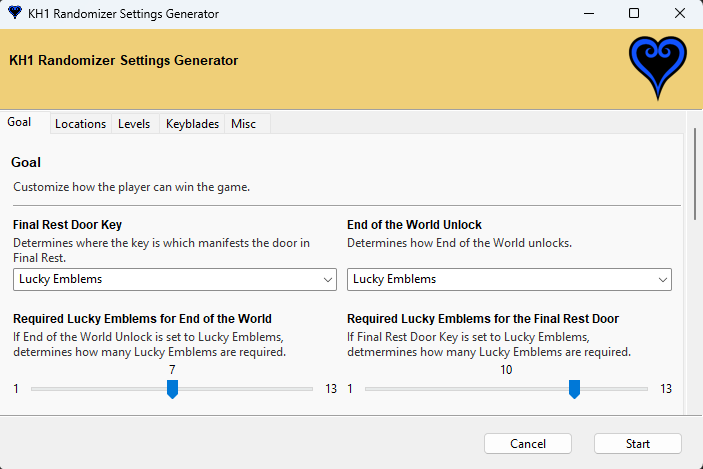 KH1 Randomizer Settings Generator
KH1 Randomizer Settings Generator
Goal Locations Levels Keyblades Misc
Goal
Customize how the player can win the game.
Final Rest Door Key
Determines where the key is which manifests the door in
Final Rest.
Lucky Emblems
End of the World Unlock
Determines how End of the World unlocks.
Lucky Emblems
Required Lucky Emblems for End of the World
If End of the World Unlock is set to Lucky Emblems,
determines how many Lucky Emblems are required.
7
1 13
Required Lucky Emblems for the Final Rest Door
If Final Rest Door Key is set to Lucky Emblems,
detmermines how many Lucky Emblems are required.
10
1 13
Cancel Start